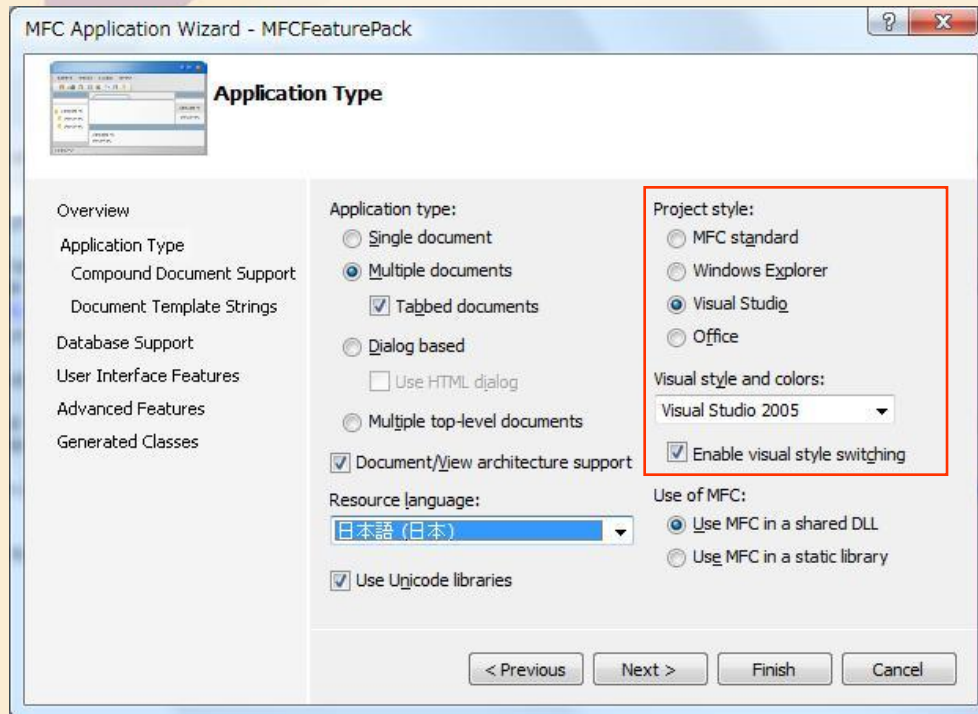 MFC Application Wizard - MFCFeaturePack
Application Type
Overview
Application Type
Compound Document Support
Document Template Strings
Database Support
User Interface Features
Advanced Features
Generated Classes
Application type:
Single document
Multiple documents
Tabbed documents
Dialog based
Use HTML dialog
Multiple top-level documents
Document/View architecture support
Resource language:
日本語 (日本)
Use Unicode libraries
Project style:
MFC standard
Windows Explorer
Visual Studio
Office
Visual style and colors:
Visual Studio 2005
Enable visual style switching
Use of MFC:
Use MFC in a shared DLL
Use MFC in a static library
< Previous
Next >
Finish
Cancel